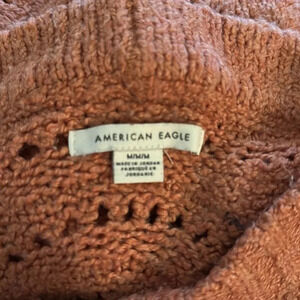 AMERICAN EAGLE
M/M/M
MADE IN JORDAN
FABRIQUÉ EN
JORDANIE